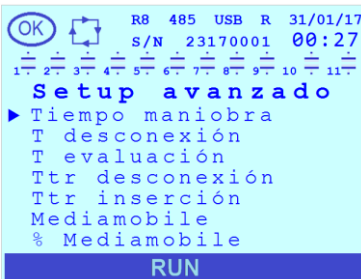 OK R8 485 USB R 31/01/17
S/N 23170001 00:27
1 2 3 4 5 6 7 8 9 10 11
Setup avanzado
Tiempo maniobra
T desconexión
T evaluación
Ttr desconexión
Ttr inserción
Mediamobile
% Mediamobile
RUN